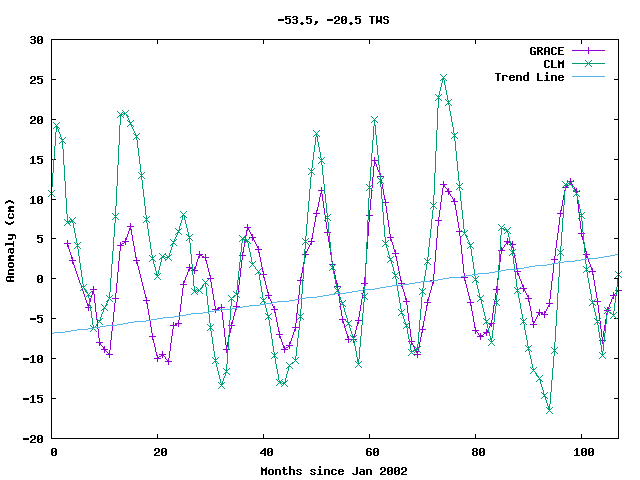 -53.5, -20.5 TWS
30
25
20
15
10
5
0
-5
-10
-15
-20
Anomaly (cm)
GRACE
CLM
Trend Line
0 20 40 60 80 100
Months since Jan 2002